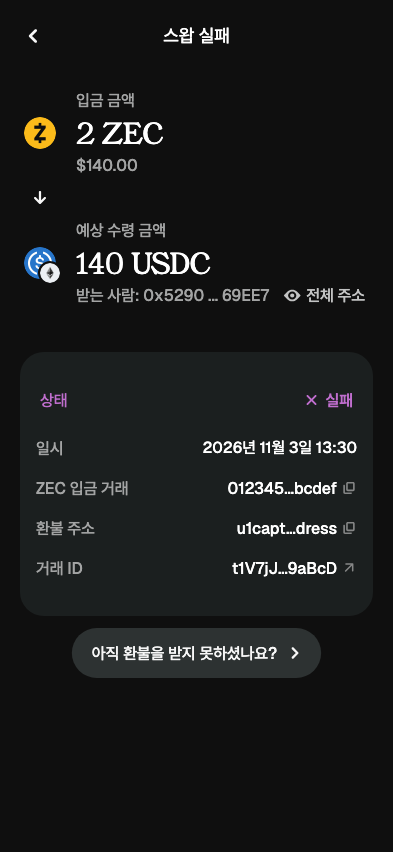 스왑 실패
입금 금액
2 ZEC
$140.00
예상 수령 금액
140 USDC
받는 사람: 0x5290 ... 69EE7 전체 주소
상태 실패
일시 2026년 11월 3일 13:30
ZEC 입금 거래 012345...bcdef
환불 주소 u1capt...dress
거래 ID t1V7jJ...9aBcD
아직 환불을 받지 못하셨나요?